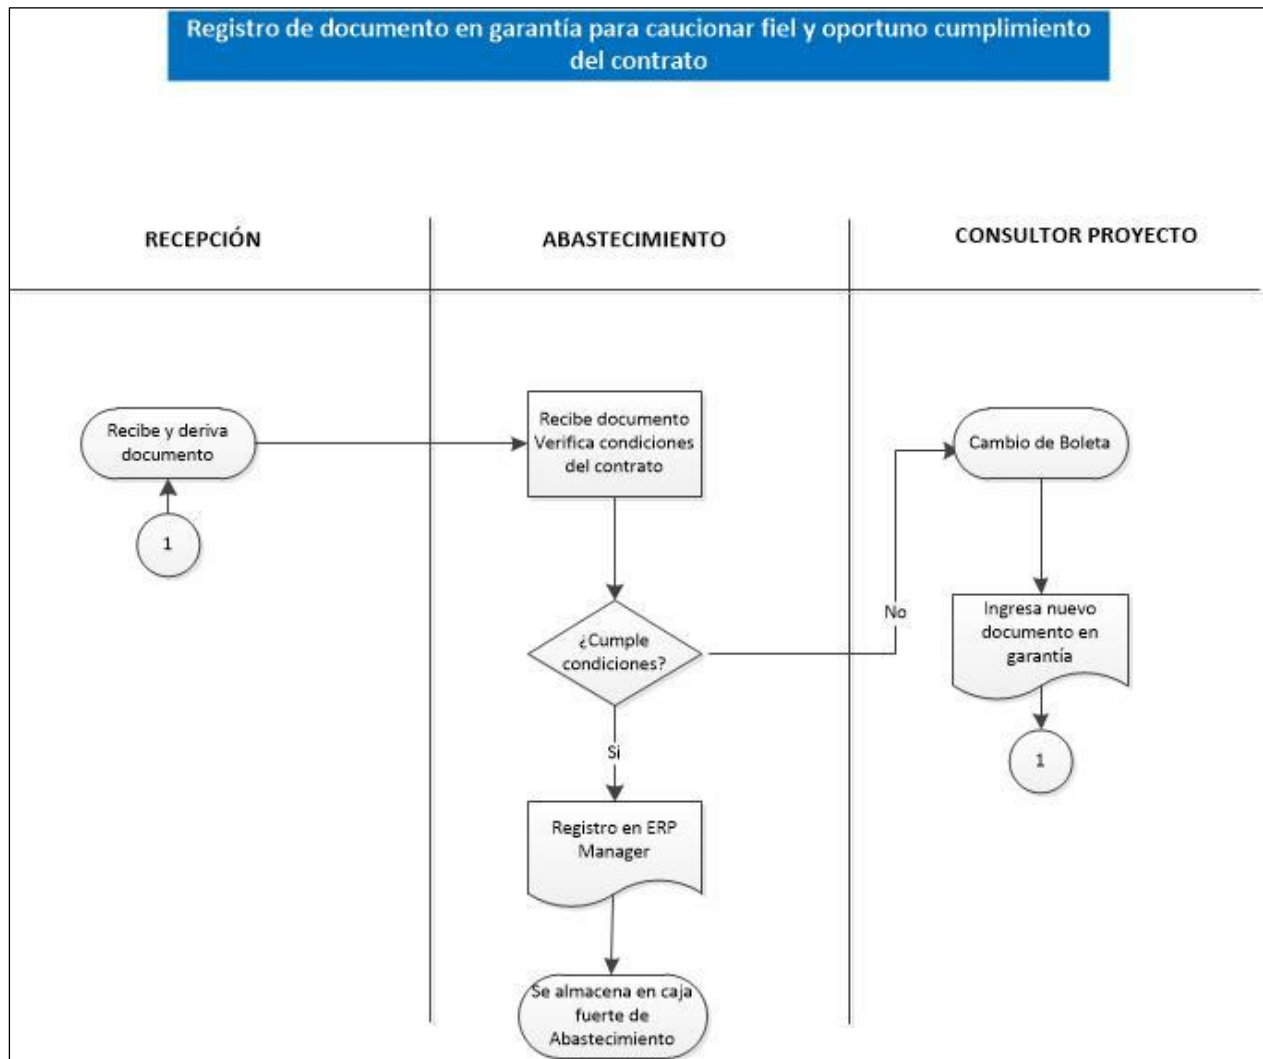 Registro de documento en garantía para caucionar fiel y oportuno cumplimiento
del contrato
RECEPCIÓN
ABASTECIMIENTO
CONSULTOR PROYECTO
Recibe y deriva
documento
1
Recibe documento
Verifica condiciones
del contrato
Cambio de Boleta
¿Cumple
condiciones?
No
Ingresa nuevo
documento en
garantía
Si
1
Registro en ERP
Manager
Se almacena en caja
fuerte de
Abastecimiento